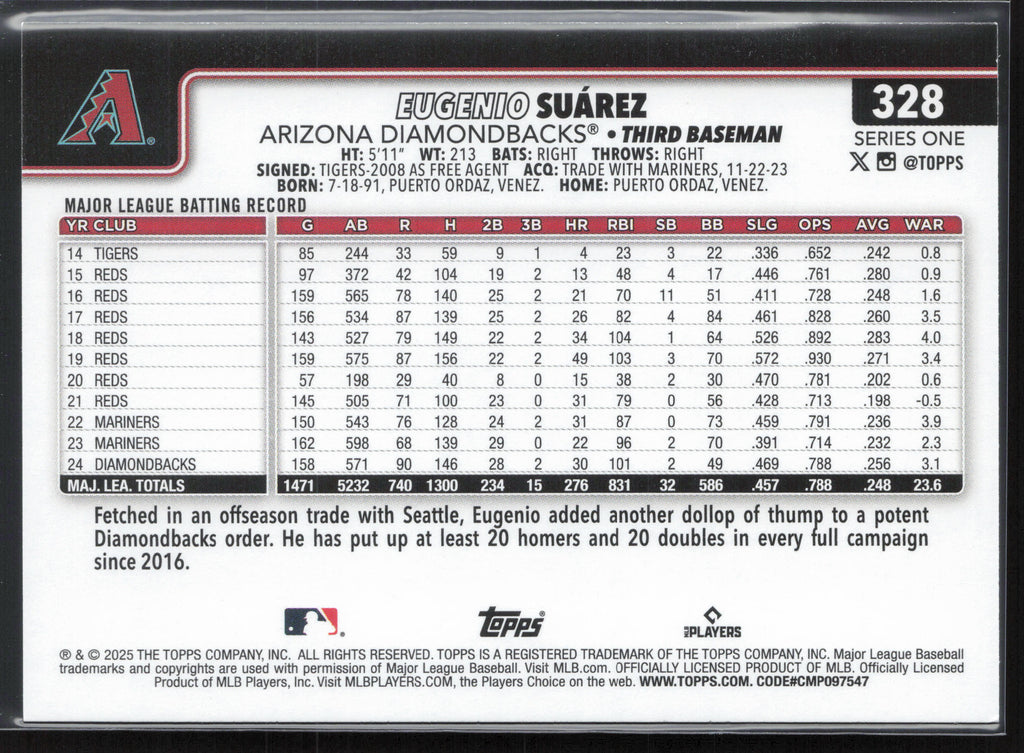 EUGENIO SUÁREZ
328
ARIZONA DIAMONDBACKS® • THIRD BASEMAN
SERIES ONE
HT: 5'11" WT: 213 BATS: RIGHT THROWS: RIGHT
@TOPPS
SIGNED: TIGERS-2008 AS FREE AGENT ACQ: TRADE WITH MARINERS, 11-22-23
BORN: 7-18-91, PUERTO ORDAZ, VENEZ. HOME: PUERTO ORDAZ, VENEZ.
MAJOR LEAGUE BATTING RECORD
YR CLUB G AB R H 2B 3B HR RBI SB BB SLG OPS AVG WAR
14 TIGERS 85 244 33 59 9 1 4 23 3 22 .336 .652 .242 0.8
15 REDS 97 372 42 104 19 2 13 48 4 17 .446 .761 .280 0.9
16 REDS 159 565 78 140 25 2 21 70 11 51 .411 .728 .248 1.6
17 REDS 156 534 87 139 25 2 26 82 4 84 .461 .828 .260 3.5
18 REDS 143 527 79 149 22 2 34 104 1 64 .526 .892 .283 4.0
19 REDS 159 575 87 156 22 2 49 103 3 70 .572 .930 .271 3.4
20 REDS 57 198 29 40 8 0 15 38 2 30 .470 .781 .202 0.6
21 REDS 145 505 71 100 23 0 31 79 0 56 .428 .713 .198 -0.5
22 MARINERS 150 543 76 128 24 2 31 87 0 73 .459 .791 .236 3.9
23 MARINERS 162 598 68 139 29 0 22 96 2 70 .391 .714 .232 2.3
24 DIAMONDBACKS 158 571 90 146 28 2 30 101 2 49 .469 .788 .256 3.1
MAJ. LEA. TOTALS 1471 5232 740 1300 234 15 276 831 32 586 .457 .788 .248 23.6
Fetched in an offseason trade with Seattle, Eugenio added another dollop of thump to a potent
Diamondbacks order. He has put up at least 20 homers and 20 doubles in every full campaign
since 2016.
Topps®
MLB PLAYERS
® & © 2025 THE TOPPS COMPANY, INC. ALL RIGHTS RESERVED. TOPPS IS A REGISTERED TRADEMARK OF THE TOPPS COMPANY, INC. Major League Baseball
trademarks and copyrights are used with permission of Major League Baseball. Visit MLB.com. OFFICIALLY LICENSED PRODUCT OF MLB. Officially Licensed
Product of MLB Players, Inc. Visit MLBPLAYERS.COM, the Players Choice on the web. WWW.TOPPS.COM. CODE#CMP097547